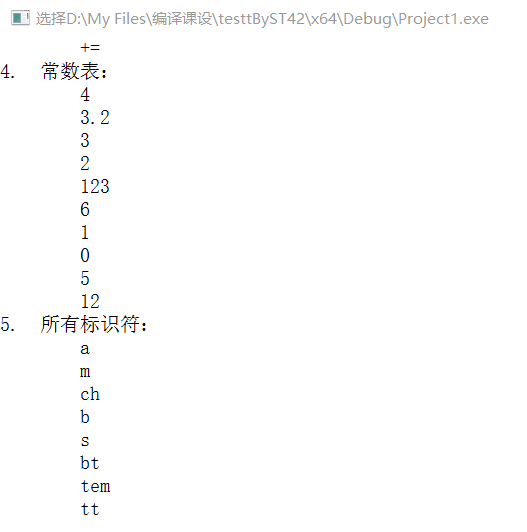 选择D:\My Files\编译课设\testtByST42\x64\Debug\Project1.exe
+=
4. 常数表:
4
3.2
3
2
123
6
1
0
5
12
5. 所有标识符:
a
m
ch
b
s
bt
tem
tt